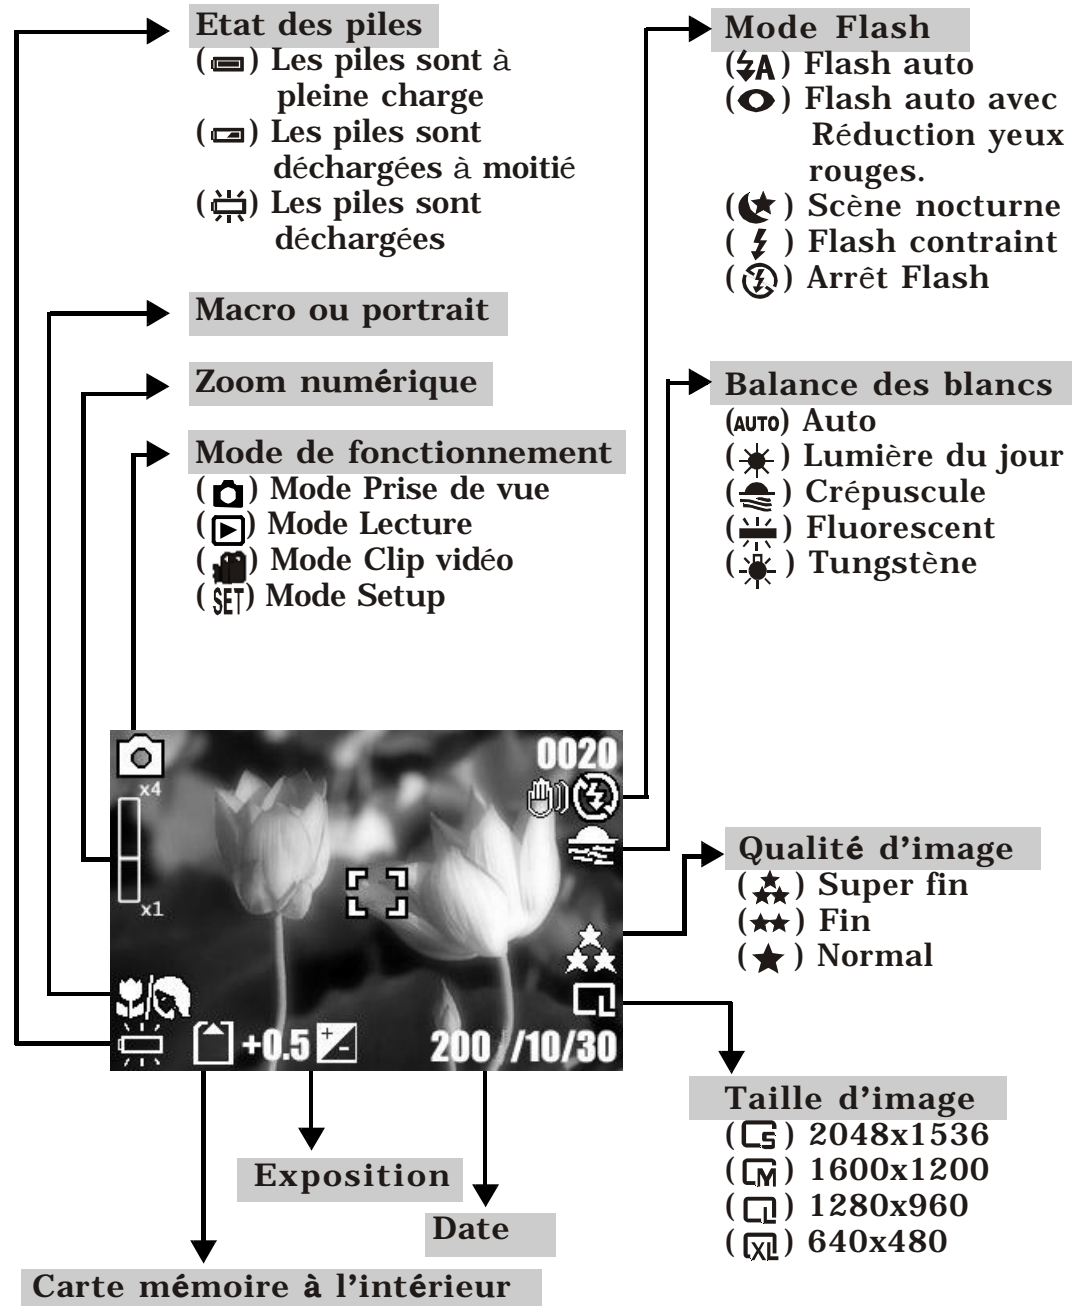 Etat des piles
( ) Les piles sont à
pleine charge
( ) Les piles sont
déchargées à moitié
( ) Les piles sont
déchargées
Macro ou portrait
Zoom numérique
Mode de fonctionnement
( ) Mode Prise de vue
( ) Mode Lecture
( ) Mode Clip vidéo
(SET) Mode Setup
Mode Flash
(A) Flash auto
( ) Flash auto avec
Réduction yeux
rouges.
( ) Scène nocturne
( ) Flash contraint
( ) Arrêt Flash
Balance des blancs
(AUTO) Auto
( ) Lumière du jour
( ) Crépuscule
( ) Fluorescent
( ) Tungstène
0020
x4
x1
L
+0.5
200 /10/30
Qualité d'image
( ) Super fin
( ) Fin
( ) Normal
Taille d'image
(S) 2048x1536
(M) 1600x1200
(L) 1280x960
(XL) 640x480
Exposition
Date
Carte mémoire à l'intérieur